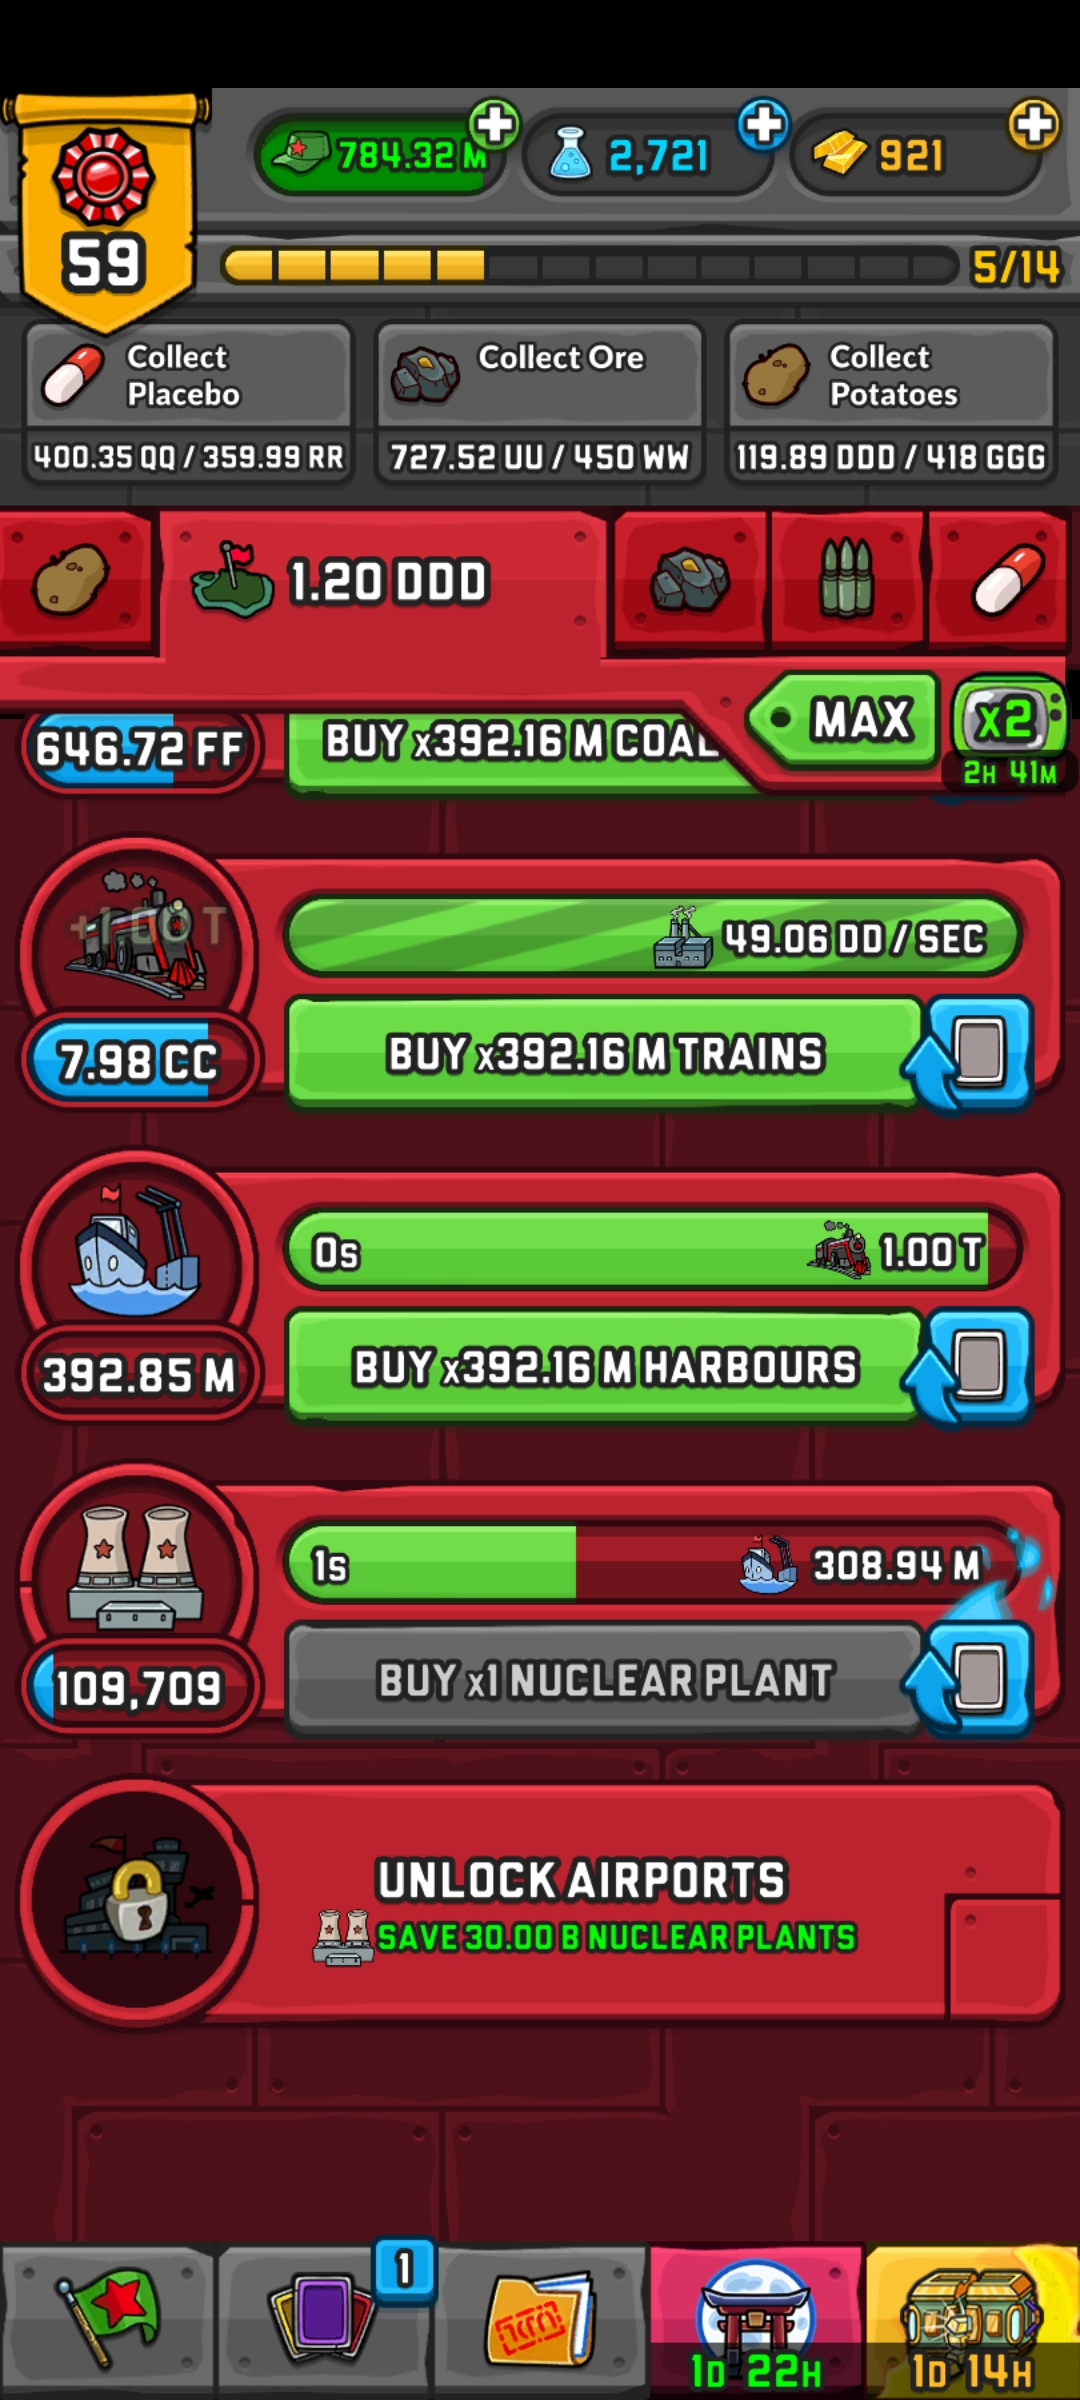 784.32 M
2,721
921
59
5/14
Collect
Placebo
400.35 QQ / 359.99 RR
Collect Ore
727.52 UU / 450 WW
Collect
Potatoes
119.89 DDD / 418 GGG
1.20 DDD
MAX
x2
2H 41M
646.72 FF
BUY x392.16 M COAL
+1.00 T
49.06 DD / SEC
7.98 CC
BUY x392.16 M TRAINS
0s
1.00 T
392.85 M
BUY x392.16 M HARBOURS
1s
308.94 M
109,709
BUY x1 NUCLEAR PLANT
UNLOCK AIRPORTS
SAVE 30.00 B NUCLEAR PLANTS
1
1D 22H
1D 14H